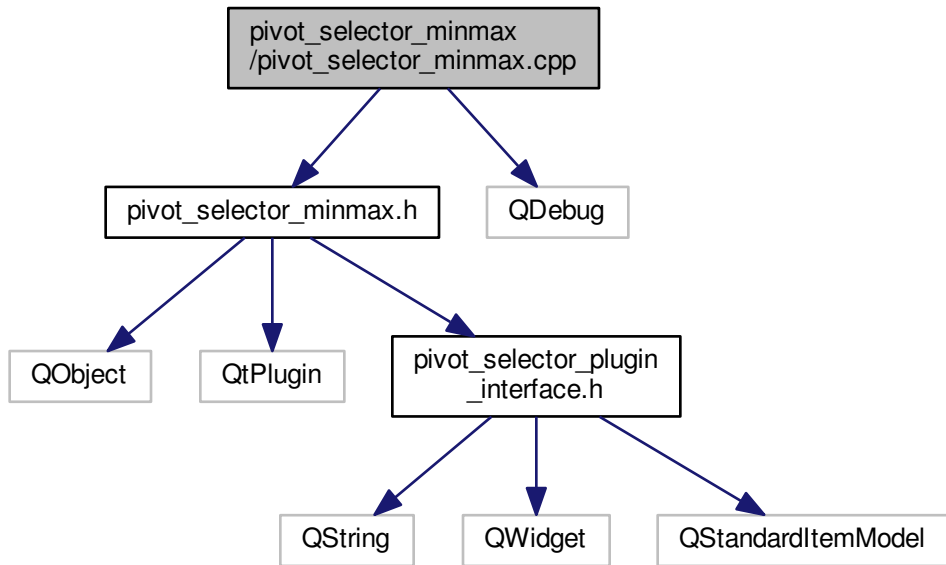 pivot_selector_minmax
/pivot_selector_minmax.cpp
pivot_selector_minmax.h
QDebug
QObject
QtPlugin
pivot_selector_plugin
_interface.h
QString
QWidget
QStandardItemModel